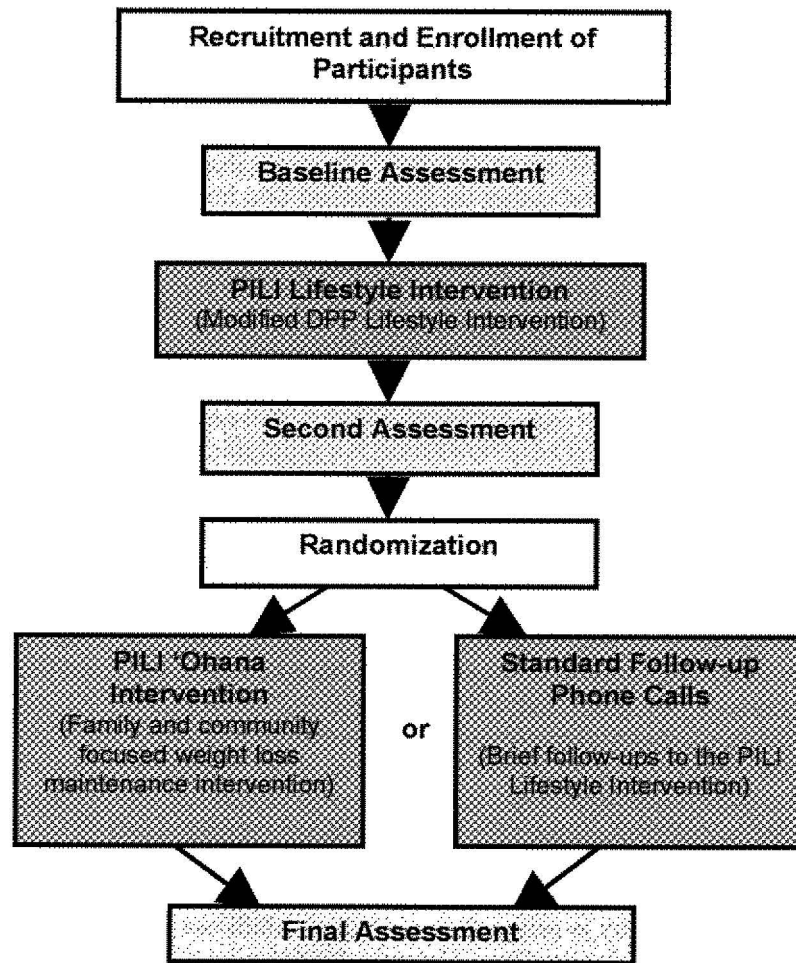 Recruitment and Enrollment of
Participants
Baseline Assessment
PILI Lifestyle Intervention
(Modified DPP Lifestyle Intervention)
Second Assessment
Randomization
PILI ‘Ohana
Intervention
(Family and community
focused weight loss
maintenance intervention)
or
Standard Follow-up
Phone Calls
(Brief follow-ups to the PILI
Lifestyle Intervention)
Final Assessment